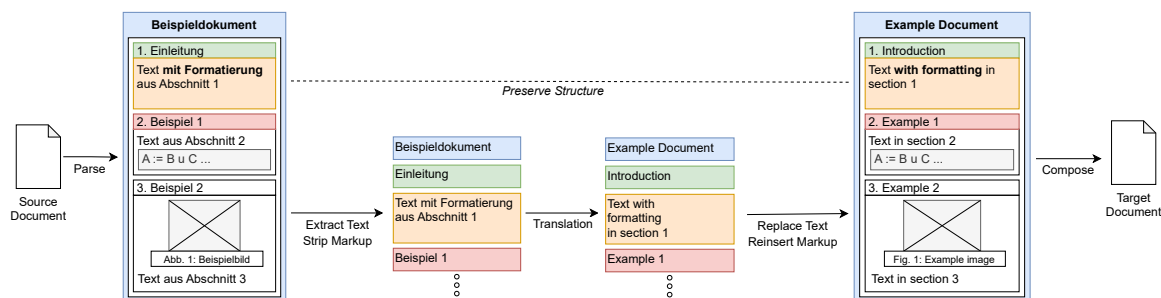 Source
Document
Parse
Beispieldokument
1. Einleitung
Text mit Formatierung
aus Abschnitt 1
2. Beispiel 1
Text aus Abschnitt 2
A := B u C ...
3. Beispiel 2
Abb. 1: Beispielbild
Text aus Abschnitt 3
Preserve Structure
Extract Text
Strip Markup
Beispieldokument
Einleitung
Text mit Formatierung
aus Abschnitt 1
Beispiel 1
Translation
Example Document
Introduction
Text with
formatting
in section 1
Example 1
Replace Text
Reinsert Markup
Example Document
1. Introduction
Text with formatting in
section 1
2. Example 1
Text in section 2
A := B u C ...
3. Example 2
Fig. 1: Example image
Text in section 3
Compose
Target
Document